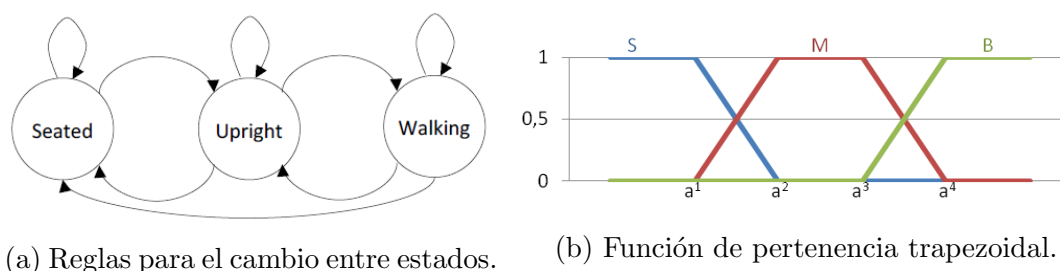 Seated
Upright
Walking
(a) Reglas para el cambio entre estados.
S M B
1
0,5
0
a¹ a² a³ a⁴
(b) Función de pertenencia trapezoidal.